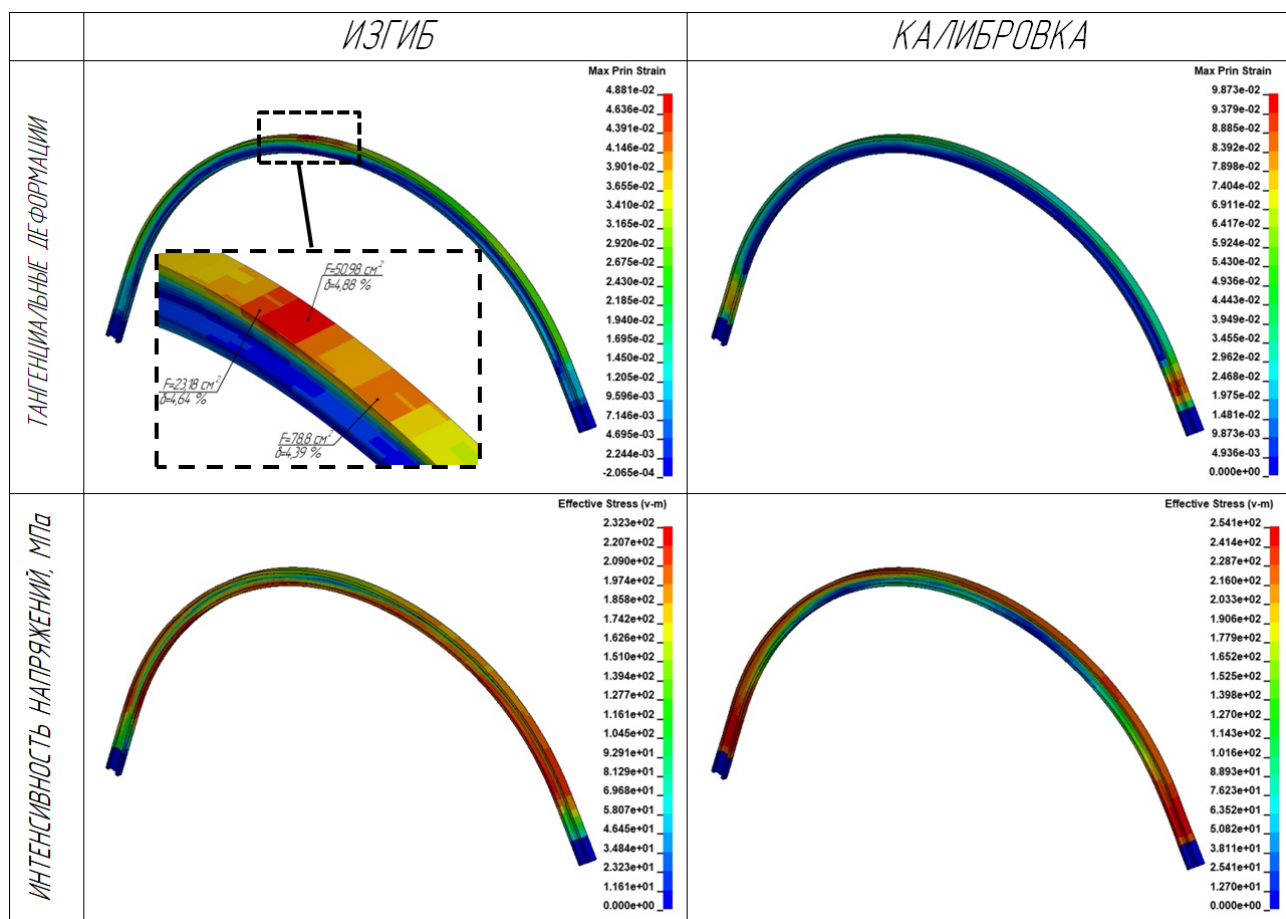 ИЗГИБ
КАЛИБРОВКА
ТАНГЕНЦИАЛЬНЫЕ ДЕФОРМАЦИИ
Max Prin Strain
4.881e-02
4.636e-02
4.391e-02
4.146e-02
3.901e-02
3.655e-02
3.410e-02
3.165e-02
2.920e-02
2.675e-02
2.430e-02
2.185e-02
1.940e-02
1.695e-02
1.450e-02
1.205e-02
9.596e-03
7.146e-03
4.695e-03
2.244e-03
-2.065e-04
F=50.98 см²
δ=4,88 %
F=23.18 см²
δ=4,64 %
F=78.8 см²
δ=4,39 %
Max Prin Strain
9.873e-02
9.379e-02
8.885e-02
8.392e-02
7.898e-02
7.404e-02
6.911e-02
6.417e-02
5.924e-02
5.430e-02
4.936e-02
4.443e-02
3.949e-02
3.455e-02
2.962e-02
2.468e-02
1.975e-02
1.481e-02
9.873e-03
4.936e-03
0.000e+00
ИНТЕНСИВНОСТЬ НАПРЯЖЕНИЙ, МПа
Effective Stress (v-m)
2.323e+02
2.207e+02
2.090e+02
1.974e+02
1.858e+02
1.742e+02
1.626e+02
1.510e+02
1.394e+02
1.277e+02
1.161e+02
1.045e+02
9.291e+01
8.129e+01
6.968e+01
5.807e+01
4.645e+01
3.484e+01
2.323e+01
1.161e+01
0.000e+00
Effective Stress (v-m)
2.541e+02
2.414e+02
2.287e+02
2.160e+02
2.033e+02
1.906e+02
1.779e+02
1.652e+02
1.525e+02
1.398e+02
1.270e+02
1.143e+02
1.016e+02
8.893e+01
7.623e+01
6.352e+01
5.082e+01
3.811e+01
2.541e+01
1.270e+01
0.000e+00